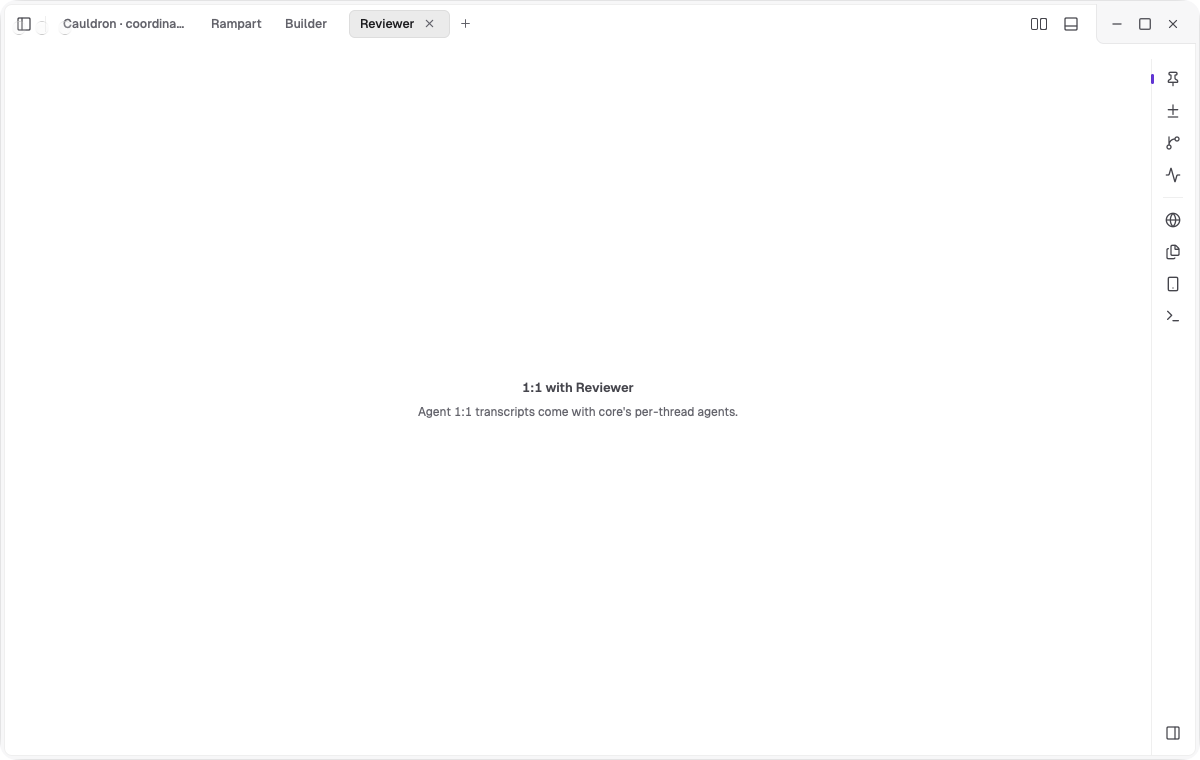 Cauldron · coordina…
Rampart
Builder
Reviewer
1:1 with Reviewer
Agent 1:1 transcripts come with core's per-thread agents.